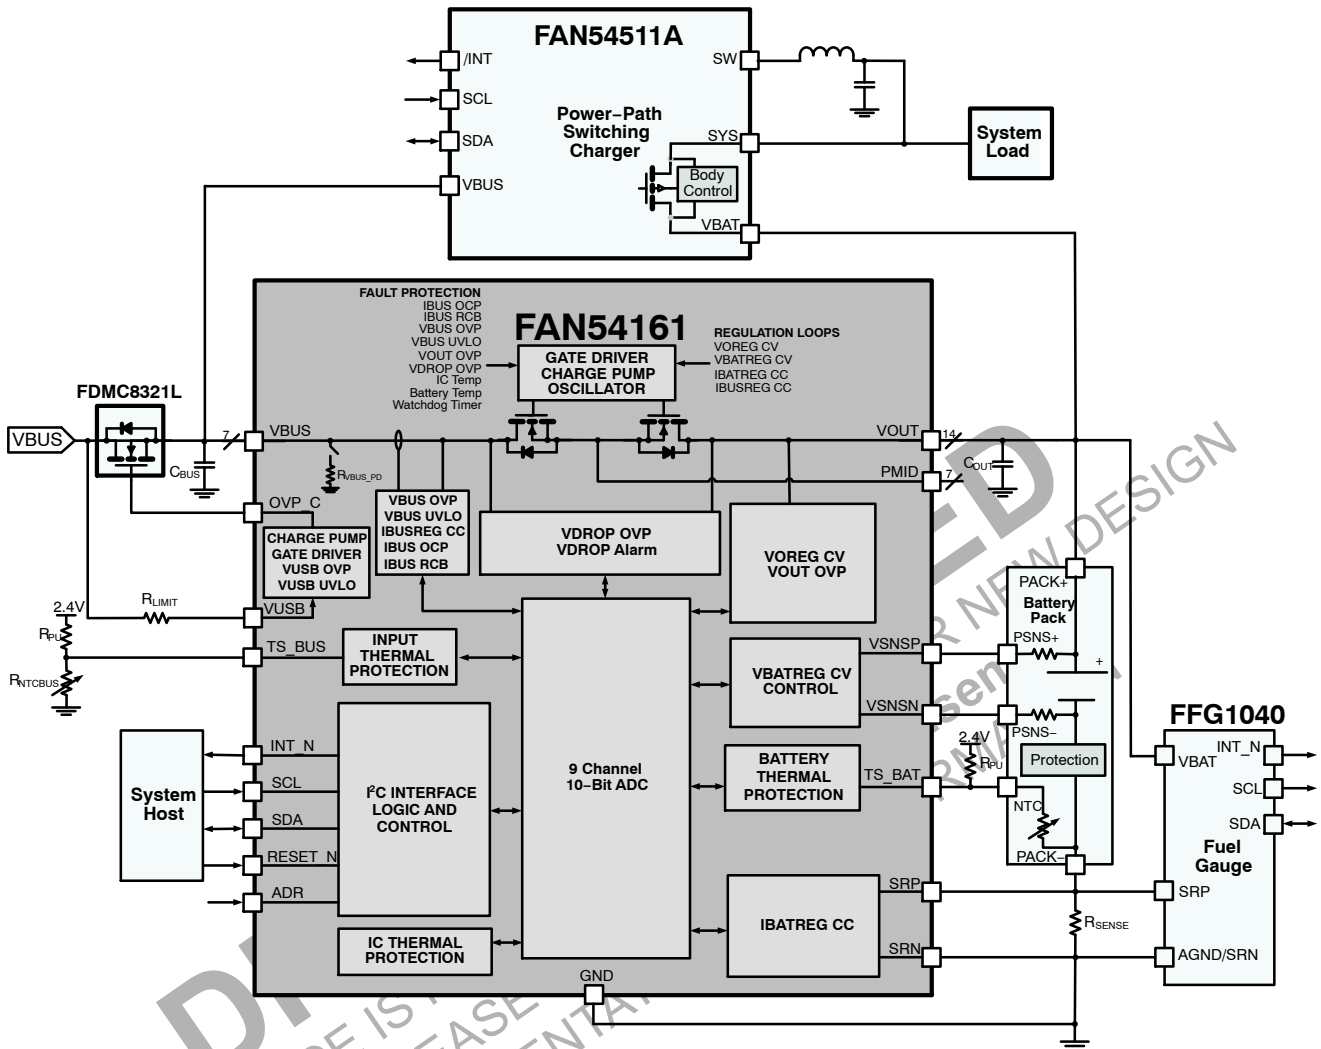 FAN54511A
/INT
SCL
SDA
VBUS
Power−Path
Switching
Charger
SW
SYS
Body
Control
VBAT
System
Load
FAULT PROTECTION
IBUS OCP
IBUS RCB
VBUS OVP
VBUS UVLO
VOUT OVP
VDROP OVP
IC Temp
Battery Temp
Watchdog Timer
FAN54161
GATE DRIVER
CHARGE PUMP
OSCILLATOR
REGULATION LOOPS
VOREG CV
VBATREG CV
IBATREG CC
IBUSREG CC
FDMC8321L
VBUS
7
VBUS
CBUS
RVBUS_PD
VOUT
14
PMID
7
COUT
OVP_C
CHARGE PUMP
GATE DRIVER
VUSB OVP
VUSB UVLO
VBUS OVP
VBUS UVLO
IBUSREG CC
IBUS OCP
IBUS RCB
VDROP OVP
VDROP Alarm
VOREG CV
VOUT OVP
RLIMIT
VUSB
2.4V
RPU
RNTCBUS
TS_BUS
INPUT
THERMAL
PROTECTION
VBATREG CV
CONTROL
VSNSP
VSNSN
PACK+
Battery
Pack
PSNS+
+
PSNS−
Protection
NTC
PACK−
2.4V
RPU
System
Host
INT_N
SCL
SDA
RESET_N
ADR
I2C INTERFACE
LOGIC AND
CONTROL
9 Channel
10−Bit ADC
BATTERY
THERMAL
PROTECTION
TS_BAT
IC THERMAL
PROTECTION
IBATREG CC
SRP
SRN
RSENSE
GND
FFG1040
VBAT
INT_N
SCL
SDA
Fuel
Gauge
SRP
AGND/SRN
NEW DESIGN